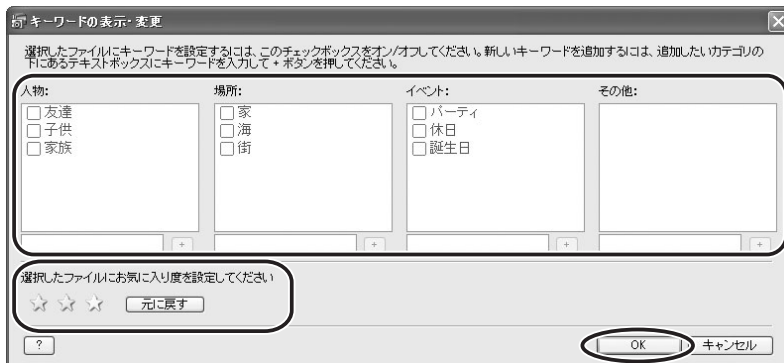 キーワードの表示・変更
選択したファイルにキーワードを設定するには、このチェックボックスをオン/オフしてください。新しいキーワードを追加するには、追加したいカテゴリの
下にあるテキストボックスにキーワードを入力して + ボタンを押してください。
人物: 場所: イベント: その他:
友達 家 パーティ
子供 海 休日
家族 街 誕生日
+ + + +
選択したファイルにお気に入り度を設定してください
元に戻す
? OK キャンセル